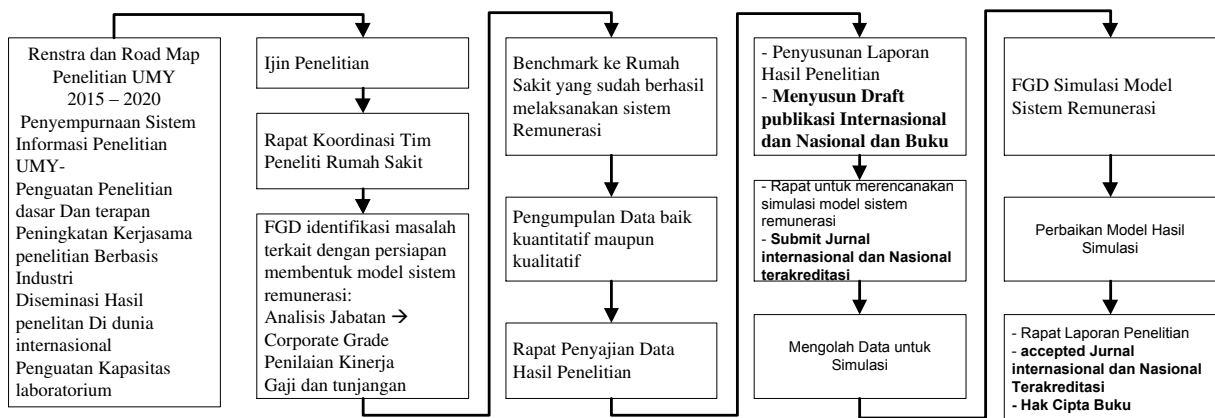 Renstra dan Road Map
Penelitian UMY
2015 – 2020
Penyempurnaan Sistem
Informasi Penelitian
UMY-
Penguatan Penelitian
dasar Dan terapan
Peningkatan Kerjasama
penelitian Berbasis
Industri
Diseminasi Hasil
penelitan Di dunia
internasional
Penguatan Kapasitas
laboratorium
Ijin Penelitian
Rapat Koordinasi Tim
Peneliti Rumah Sakit
FGD identifikasi masalah
terkait dengan persiapan
membentuk model sistem
remunerasi:
Analisis Jabatan →
Corporate Grade
Penilaian Kinerja
Gaji dan tunjangan
Benchmark ke Rumah
Sakit yang sudah berhasil
melaksanakan sistem
Remunerasi
Pengumpulan Data baik
kuantitatif maupun
kualitatif
Rapat Penyajian Data
Hasil Penelitian
- Penyusunan Laporan
Hasil Penelitian
- Menyusun Draft
publikasi Internasional
dan Nasional dan Buku
- Rapat untuk merencanakan
simulasi model sistem
remunerasi
- Submit Jurnal
internasional dan Nasional
terakreditasi
Mengolah Data untuk
Simulasi
FGD Simulasi Model
Sistem Remunerasi
Perbaikan Model Hasil
Simulasi
- Rapat Laporan Penelitian
- accepted Jurnal
internasional dan Nasional
Terakreditasi
- Hak Cipta Buku